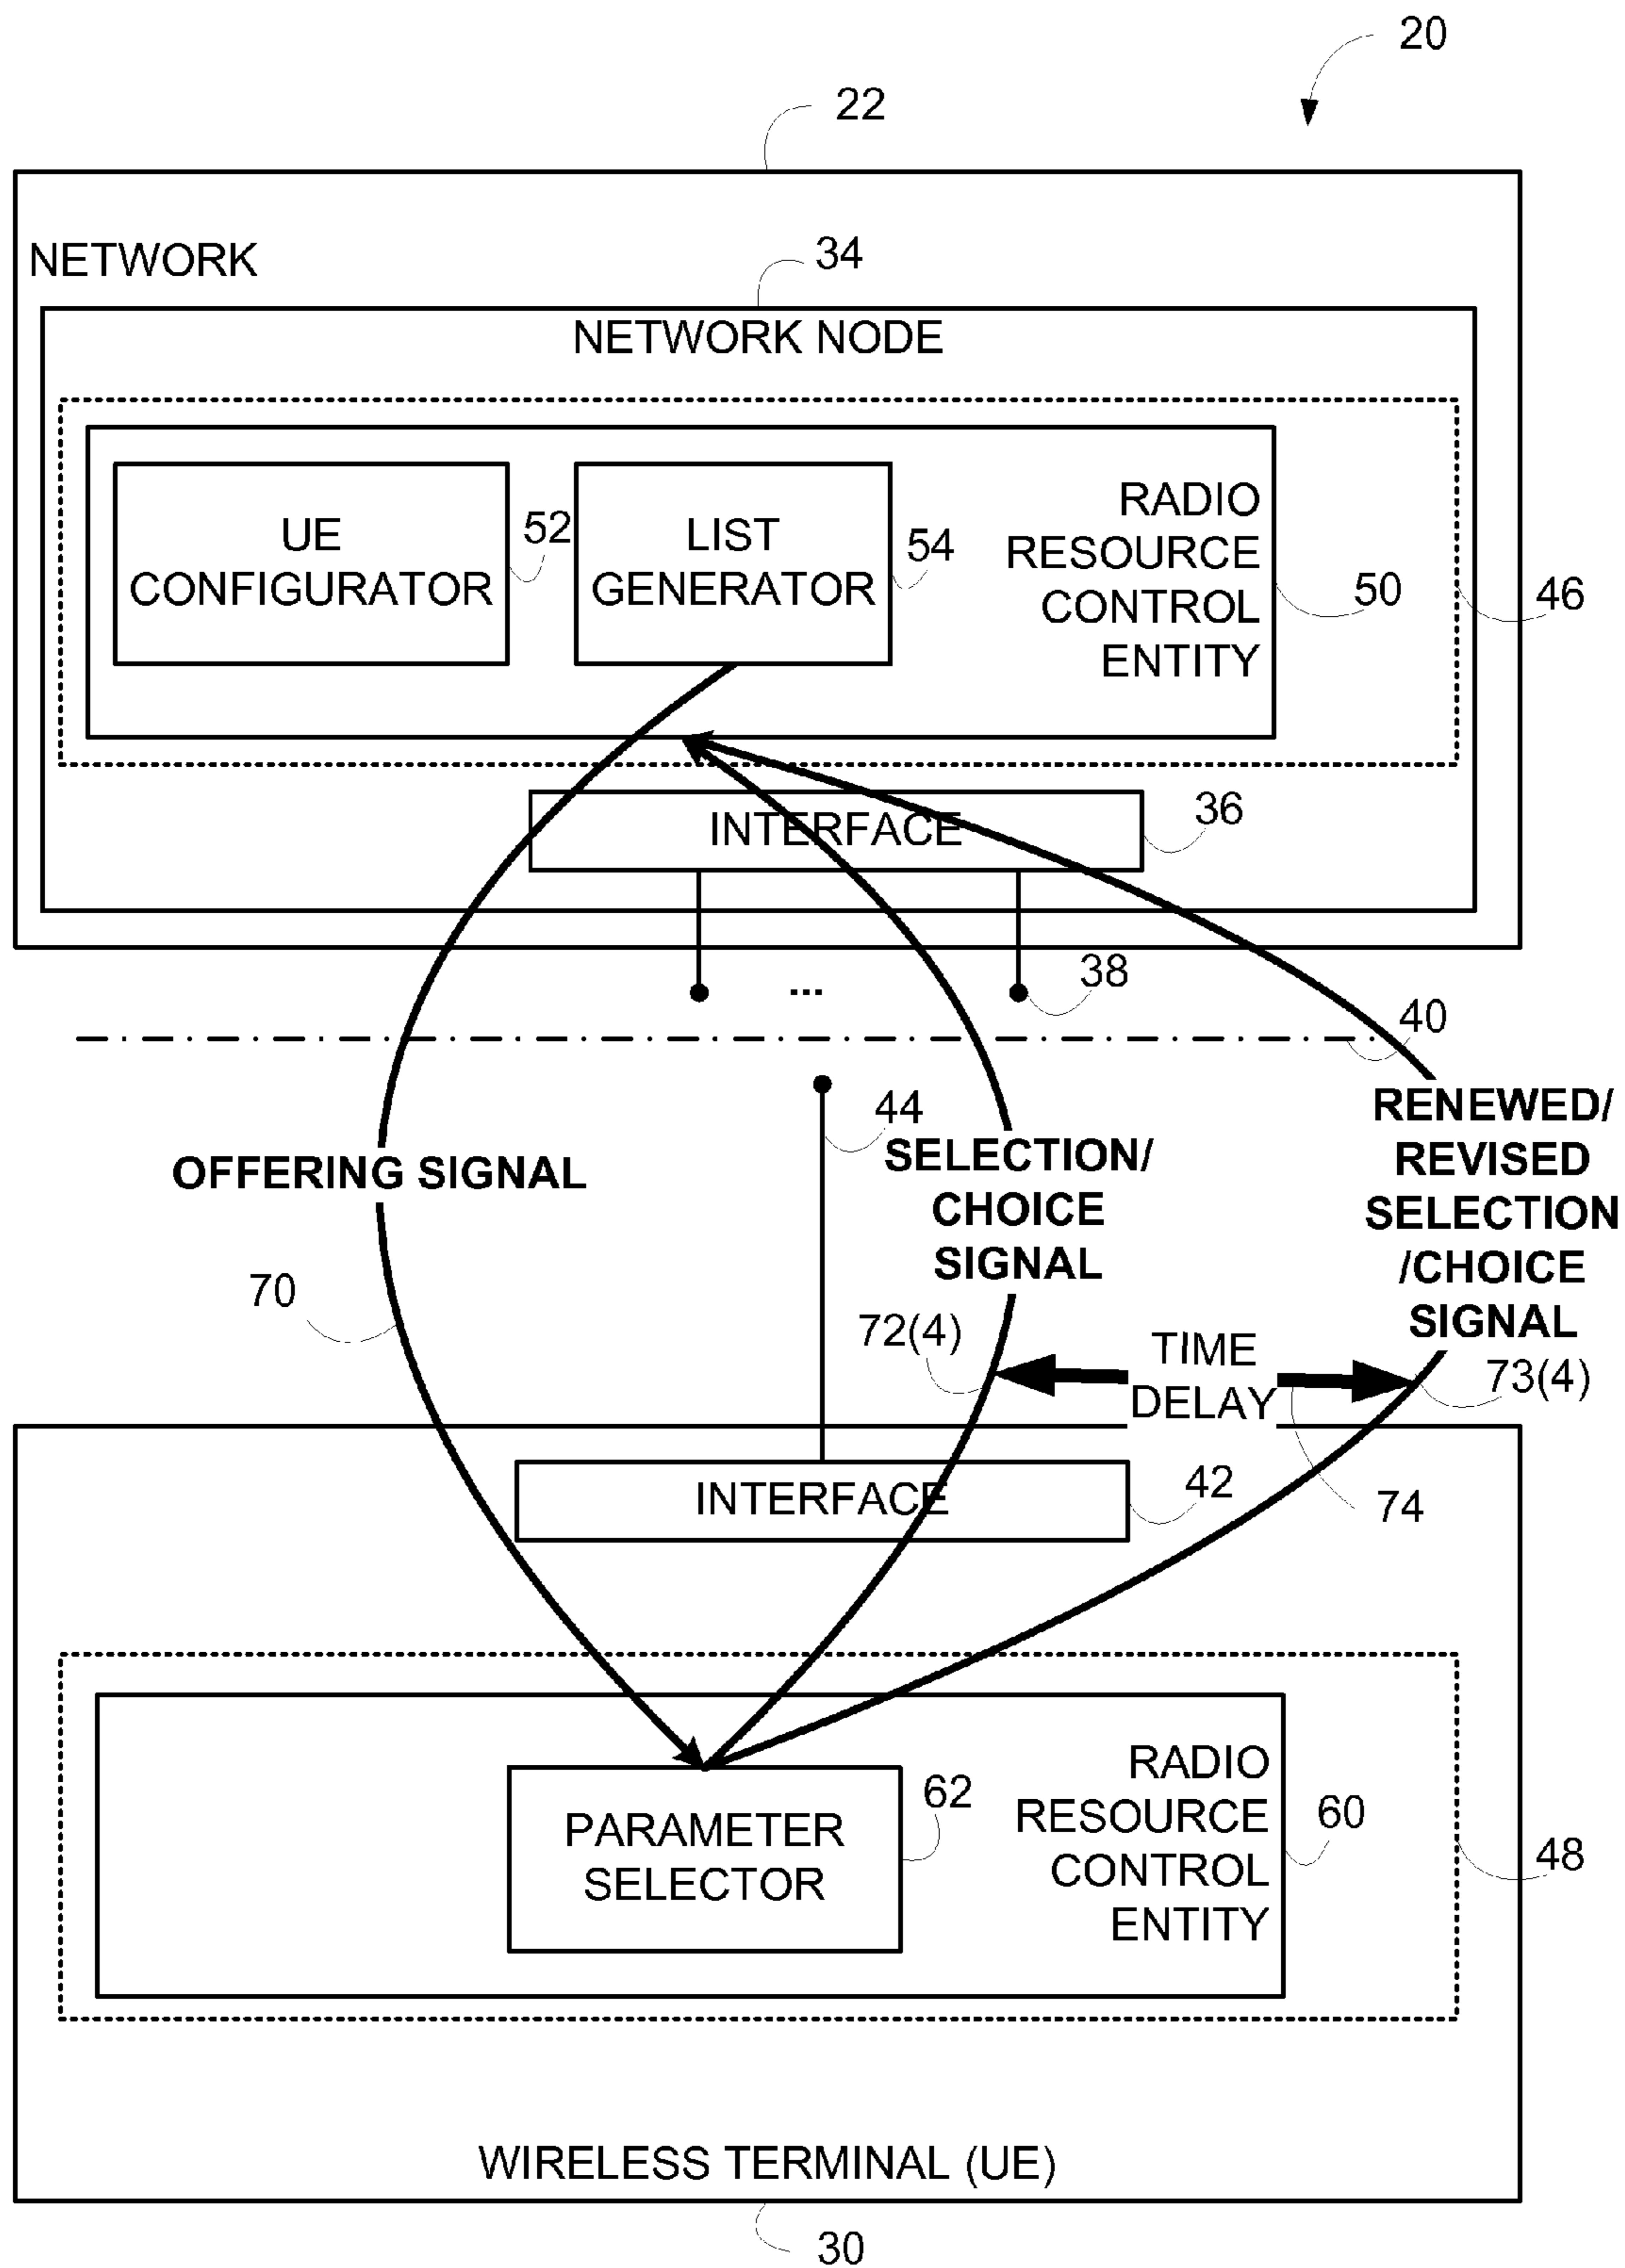 20
22
NETWORK
34
NETWORK NODE
UE
CONFIGURATOR
52
LIST
GENERATOR
54
RADIO
RESOURCE
CONTROL
ENTITY
50
46
INTERFACE
36
...
38
40
44
OFFERING SIGNAL
SELECTION/
CHOICE
SIGNAL
RENEWED/
REVISED
SELECTION
/CHOICE
SIGNAL
70
72(4)
TIME
DELAY
73(4)
74
INTERFACE
42
PARAMETER
SELECTOR
62
RADIO
RESOURCE
CONTROL
ENTITY
60
48
WIRELESS TERMINAL (UE)
30